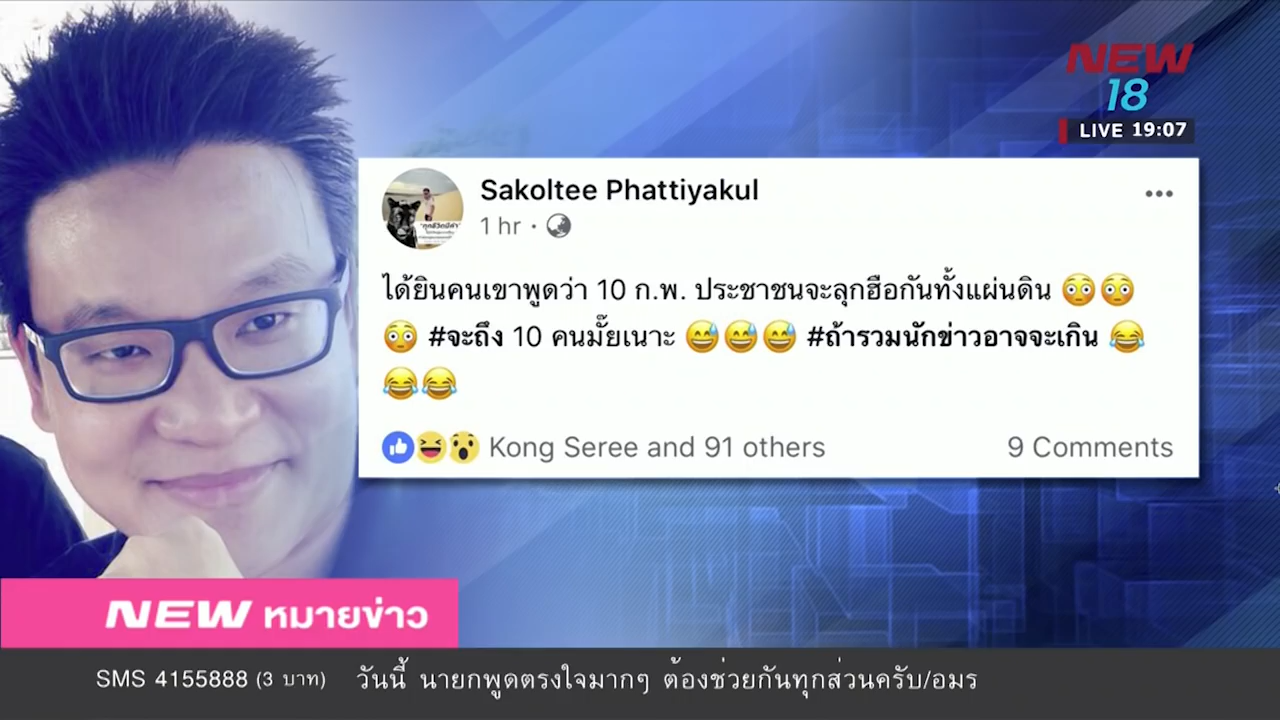 NEW
18
LIVE 19:07
Sakoltee Phattiyakul
1 hr ·
ได้ยินคนเขาพูดว่า 10 ก.พ. ประชาชนจะลุกฮือกันทั้งแผ่นดิน 😳😳
😳 #จะถึง 10 คนมั๊ยเนาะ 😅😅😅 #ถ้ารวมนักข่าวอาจจะเกิน 😂
😂😂
Kong Seree and 91 others
9 Comments
NEW หมายข่าว
SMS 4155888 (3 บาท) วันนี้ นายกพูดตรงใจมากๆ ต้องช่วยกันทุกส่วนครับ/อมร